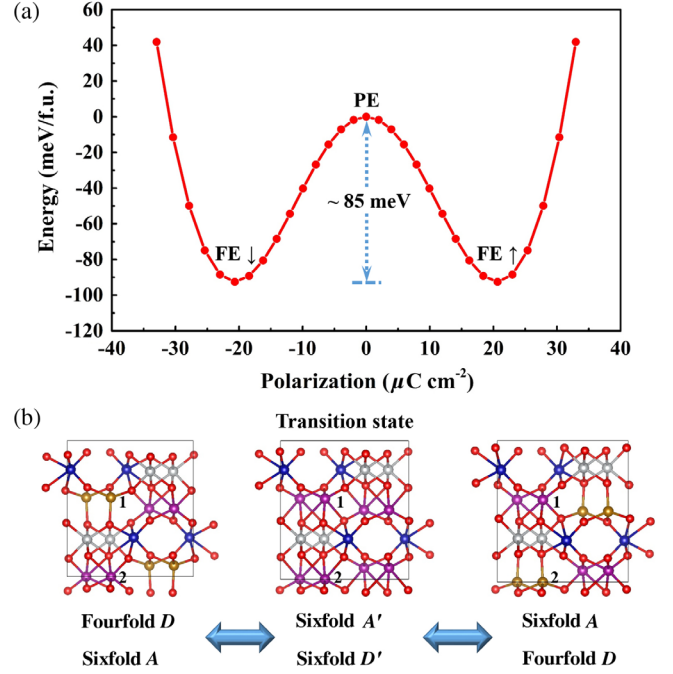 (a)
60
40
20
0
-20
-40
-60
-80
-100
-120
Energy (meV/f.u.)
PE
~ 85 meV
FE ↓
FE ↑
-40 -30 -20 -10 0 10 20 30 40
Polarization (μC cm⁻²)
(b)
Transition state
1 1 1
2 2 2
Fourfold D Sixfold A' Sixfold A
Sixfold A Sixfold D' Fourfold D